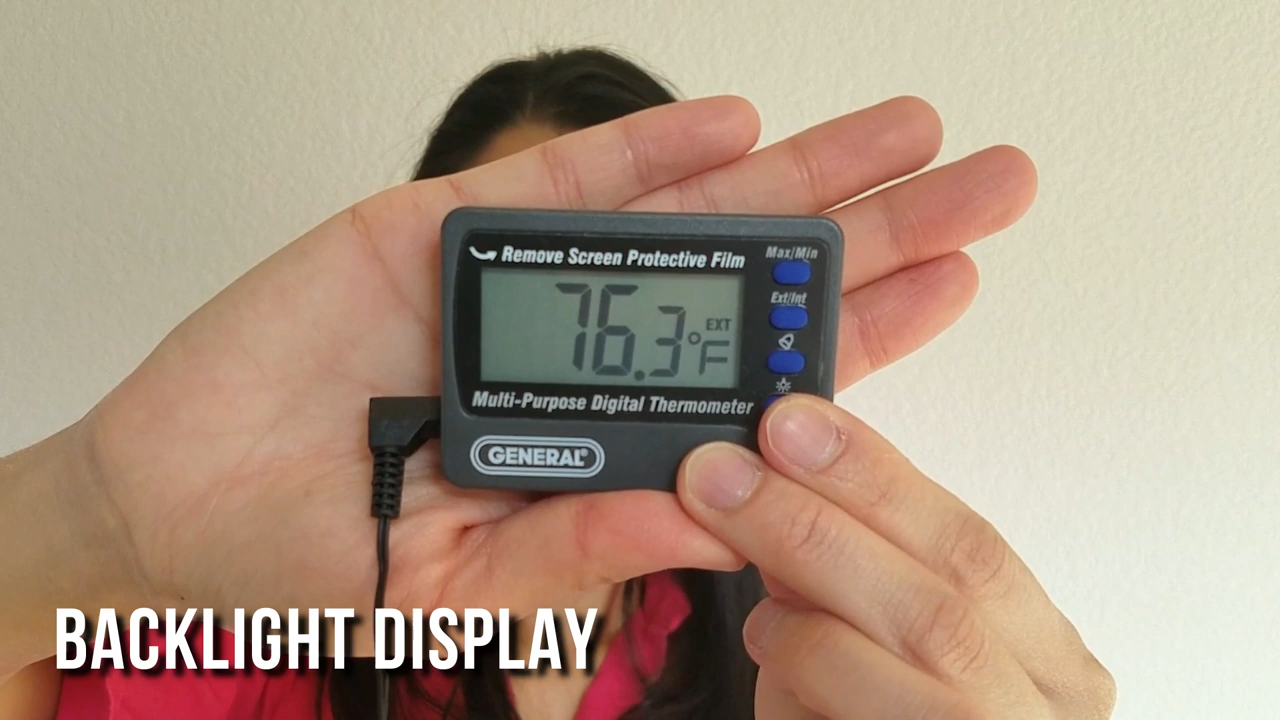 Remove Screen Protective Film
Max/Min
76.3°F
EXT
Ext/Int
Multi-Purpose Digital Thermometer
GENERAL®
BACKLIGHT DISPLAY